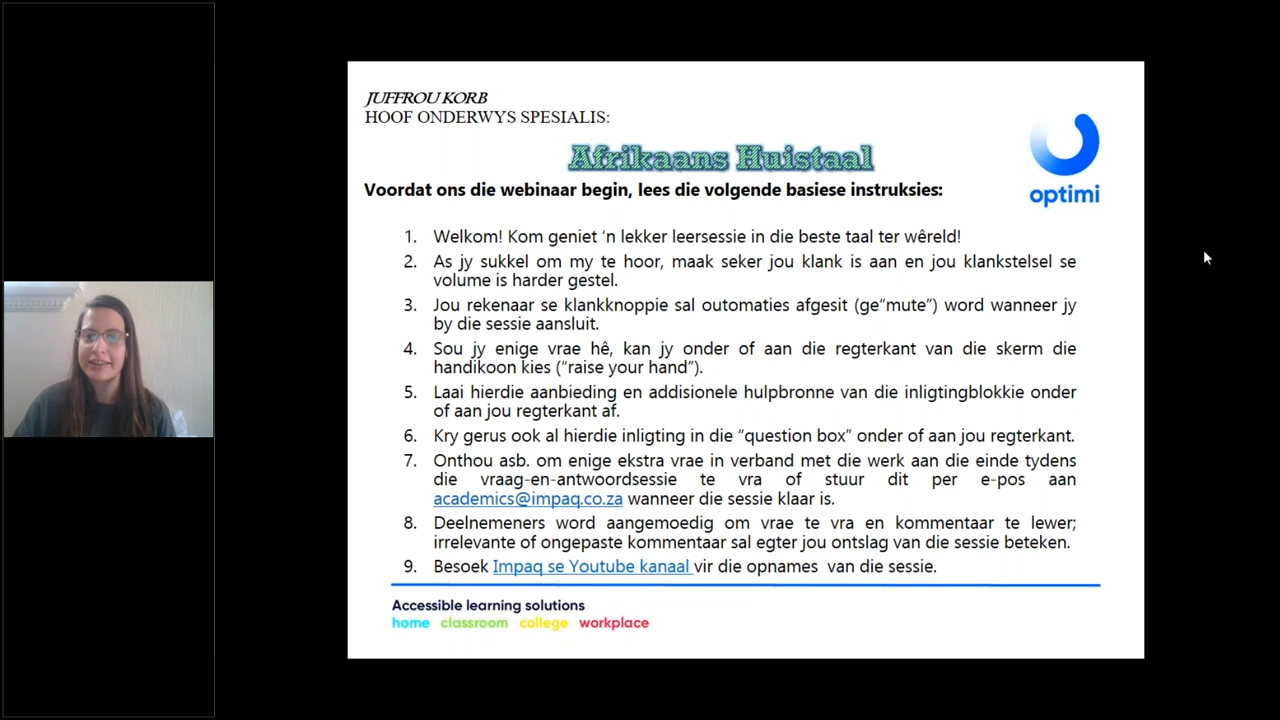 JUFFROU KORB
HOOF ONDERWYS SPESIALIS:
Afrikaans Huistaal
optimi
Voordat ons die webinaar begin, lees die volgende basiese instruksies:
1. Welkom! Kom geniet ‘n lekker leersessie in die beste taal ter wêreld!
2. As jy sukkel om my te hoor, maak seker jou klank is aan en jou klankstelsel se
volume is harder gestel.
3. Jou rekenaar se klankknoppie sal outomaties afgesit (ge“mute”) word wanneer jy
by die sessie aansluit.
4. Sou jy enige vrae hê, kan jy onder of aan die regterkant van die skerm die
handikoon kies (“raise your hand”).
5. Laai hierdie aanbieding en addisionele hulpbronne van die inligtingblokkie onder
of aan jou regterkant af.
6. Kry gerus ook al hierdie inligting in die “question box” onder of aan jou regterkant.
7. Onthou asb. om enige ekstra vrae in verband met die werk aan die einde tydens
die vraag-en-antwoordsessie te vra of stuur dit per e-pos aan
academics@impaq.co.za wanneer die sessie klaar is.
8. Deelnemeners word aangemoedig om vrae te vra en kommentaar te lewer;
irrelevante of ongepaste kommentaar sal egter jou ontslag van die sessie beteken.
9. Besoek Impaq se Youtube kanaal vir die opnames van die sessie.
Accessible learning solutions
home classroom college workplace